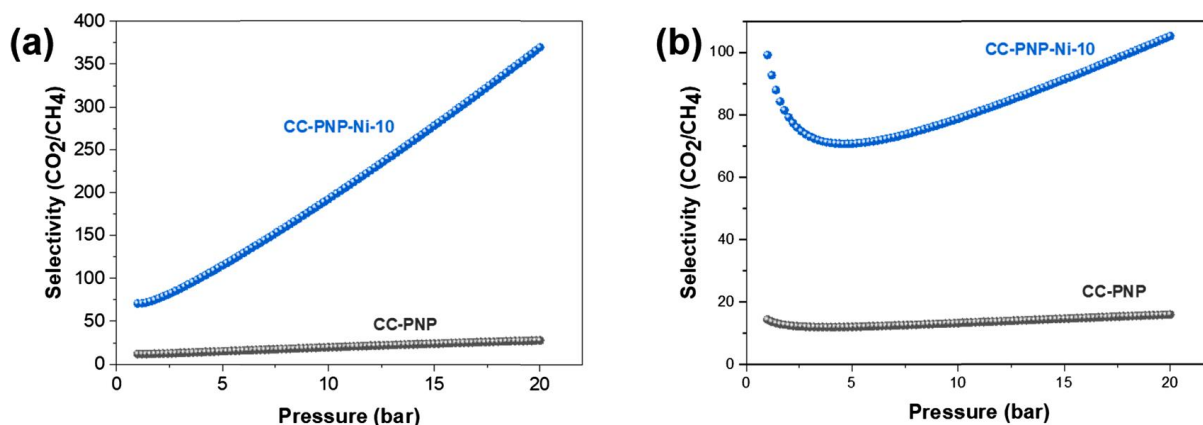 (a)
Selectivity (CO2/CH4)
400
350
300
250
200
150
100
50
0
CC-PNP-Ni-10
CC-PNP
0
5
10
15
20
Pressure (bar)
(b)
Selectivity (CO2/CH4)
100
80
60
40
20
0
CC-PNP-Ni-10
CC-PNP
0
5
10
15
20
Pressure (bar)